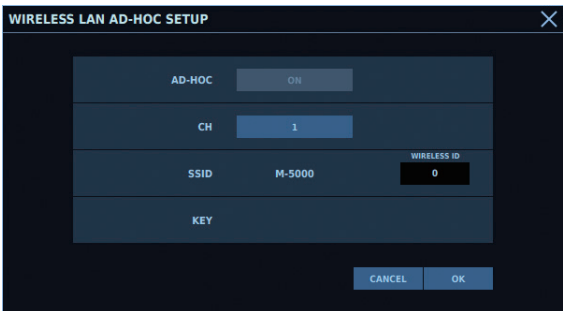 WIRELESS LAN AD-HOC SETUP
AD-HOC ON
CH 1
WIRELESS ID
SSID M-5000 0
KEY
CANCEL OK